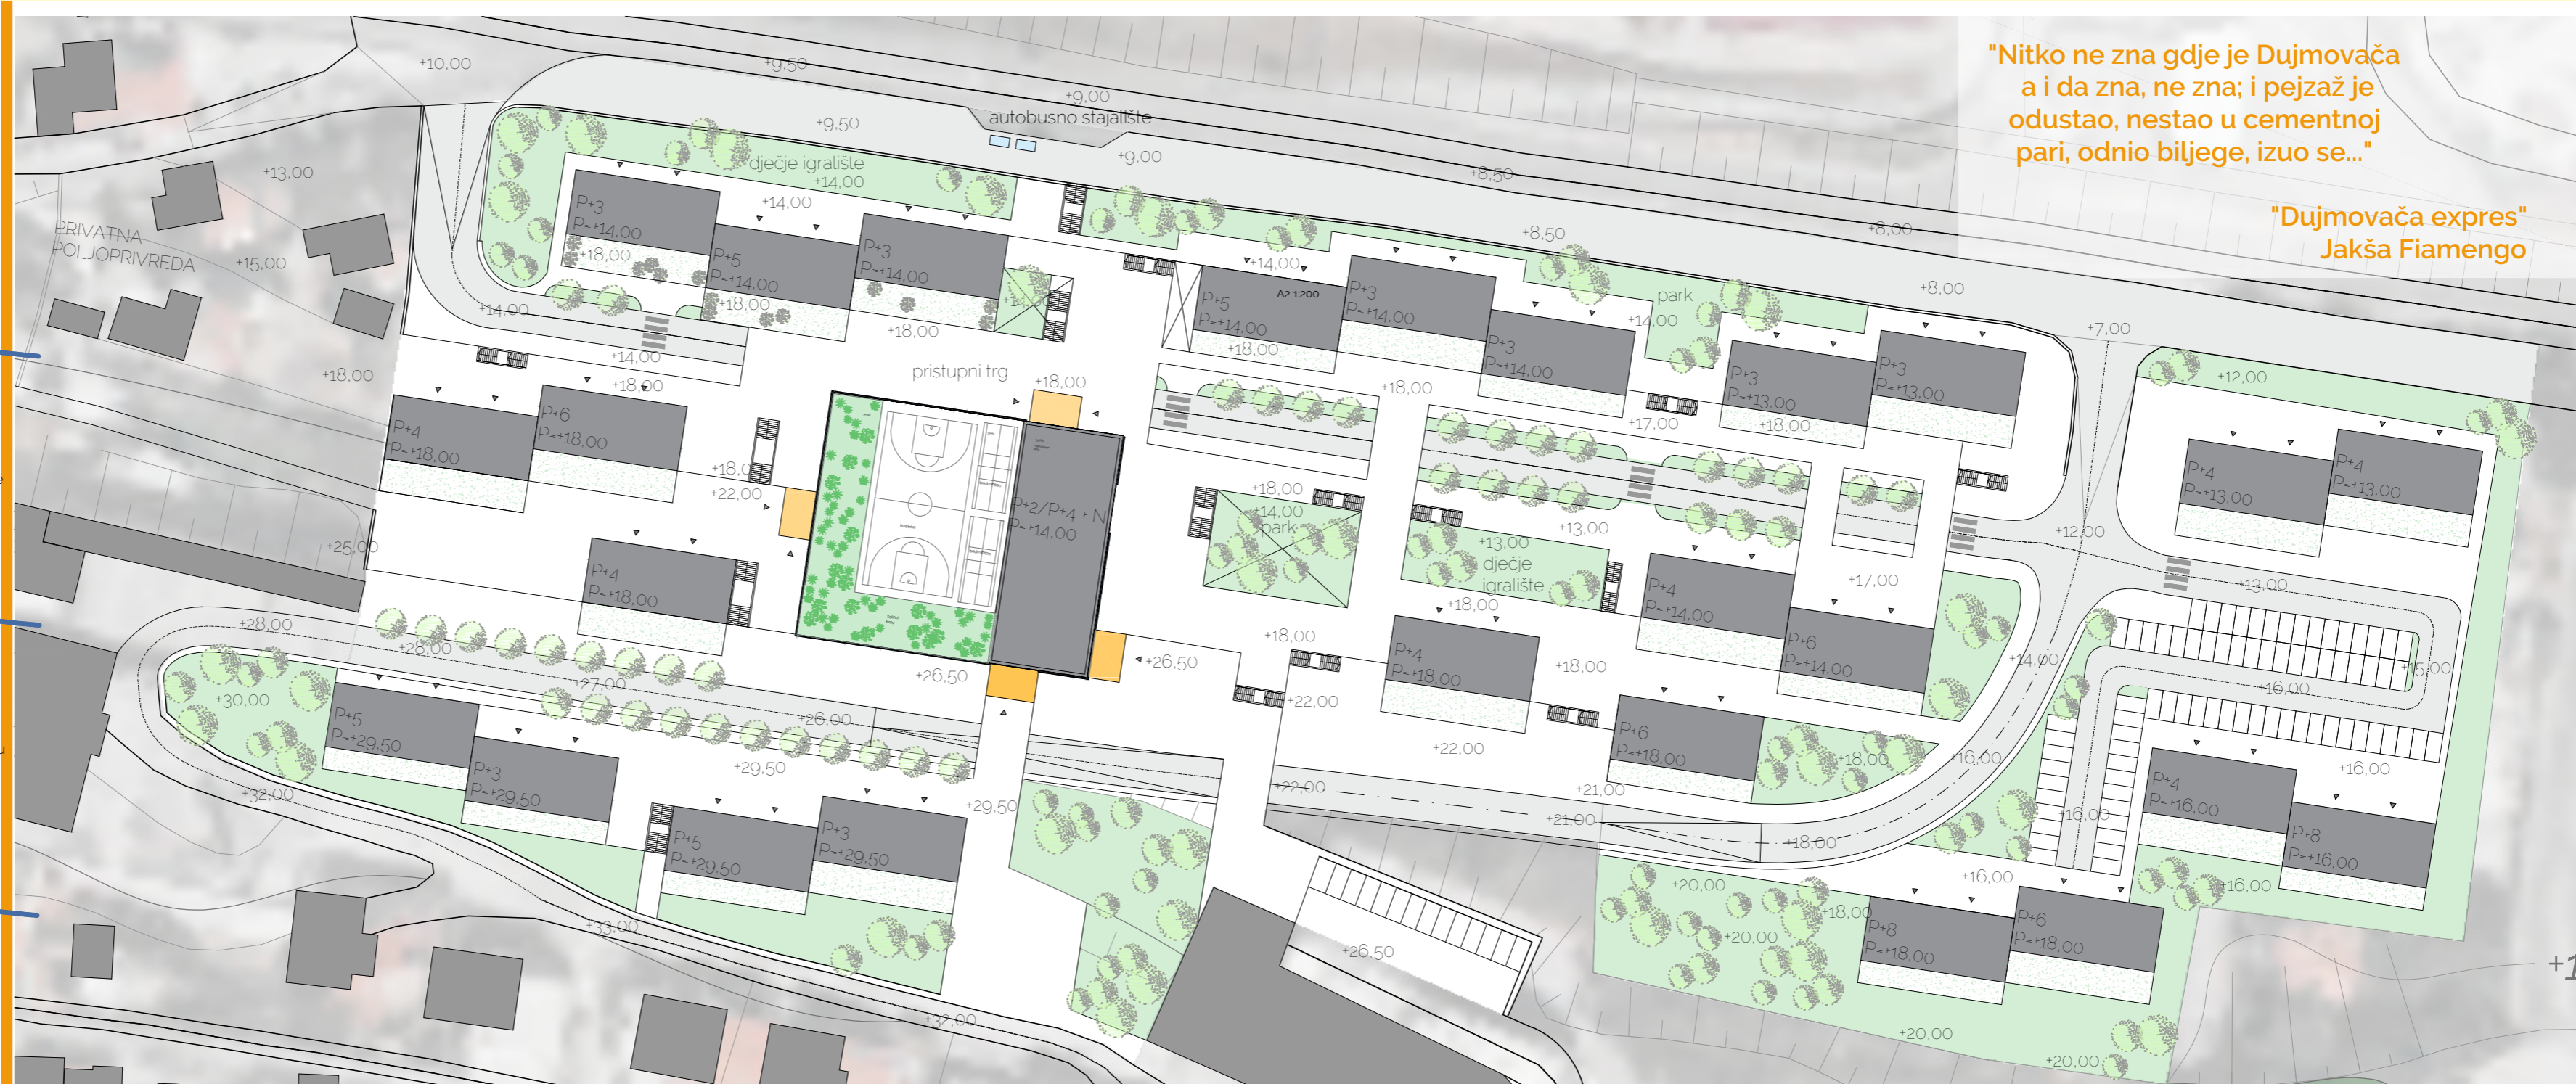 "Nitko ne zna gdje je Dujmovača
a i da zna, ne zna; i pejzaž je
odustao, nestao u cementnoj
pari, odnio biljege, izuo se..."
"Dujmovača expres"
Jakša Fiamengo
+10,00
+9,50
+9,00
autobusno stajalište
+9,50
+9,00
+8,50
+8,50
+8,00
+8,00
+7,00
+13,00
PRIVATNA
POLJOPRIVREDA
+15,00
+18,00
+25,00
dječje igralište
+14,00
+14,00
P+3
P=+14,00
+18,00
P+5
P=+14,00
+18,00
P+3
P=+14,00
+18,00
+14,00
+14,00
+18,00
pristupni trg
+18,00
+14,00
A2 1:200
P+5
P=+14,00
+18,00
P+3
P=+14,00
P+3
P=+14,00
park
+14,00
+18,00
+17,00
P+3
P=+13,00
+18,00
P+3
P=+13,00
+12,00
P+4
P=+13,00
P+4
P=+13,00
P+4
P=+18,00
P+6
P=+18,00
+22,00
P+2/P+4 + N
P=+14,00
+18,00
+14,00
park
+13,00
+13,00
dječje
igralište
+18,00
+17,00
+12,00
+13,00
P+4
P=+18,00
P+4
P=+14,00
P+6
P=+14,00
+14,00
+15,00
+16,00
+28,00
+28,00
+27,00
+26,00
+26,50
+26,50
+18,00
+22,00
P+4
P=+18,00
+18,00
+22,00
P+6
P=+18,00
+18,00
+16,00
+16,00
+30,00
P+5
P=+29,50
P+3
P=+29,50
+29,50
+29,50
P+5
P=+29,50
P+3
P=+29,50
+22,00
+21,00
+21,00
+18,00
+16,00
P+4
P=+16,00
P+8
P=+16,00
+16,00
+16,00
+32,00
+33,00
+32,00
+26,50
+20,00
+18,00
+20,00
P+8
P=+18,00
P+6
P=+18,00
+20,00
+20,00